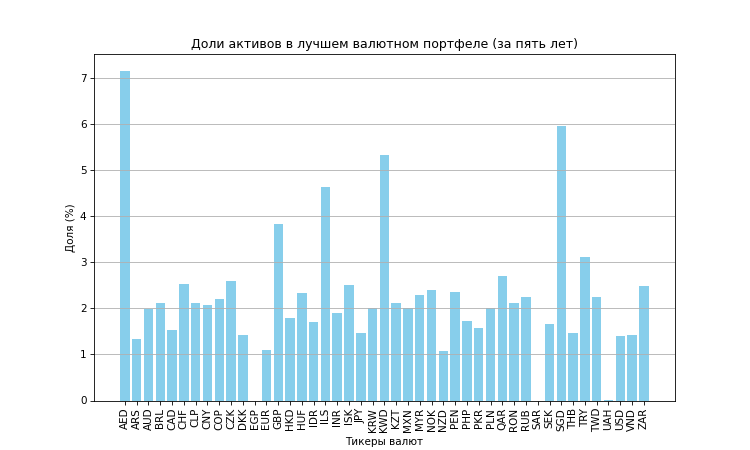 Доли активов в лучшем валютном портфеле (за пять лет)
Доля (%)
7
6
5
4
3
2
1
0
AED ARS AUD BRL CAD CHF CLP CNY COP CZK DKK EGP EUR GBP HKD HUF IDR ILS INR ISK JPY KRW KWD KZT MXN MYR NOK NZD PEN PHP PKR PLN QAR RON RUB SAR SEK SGD THB TRY TWD UAH USD VND ZAR
Тикеры валют